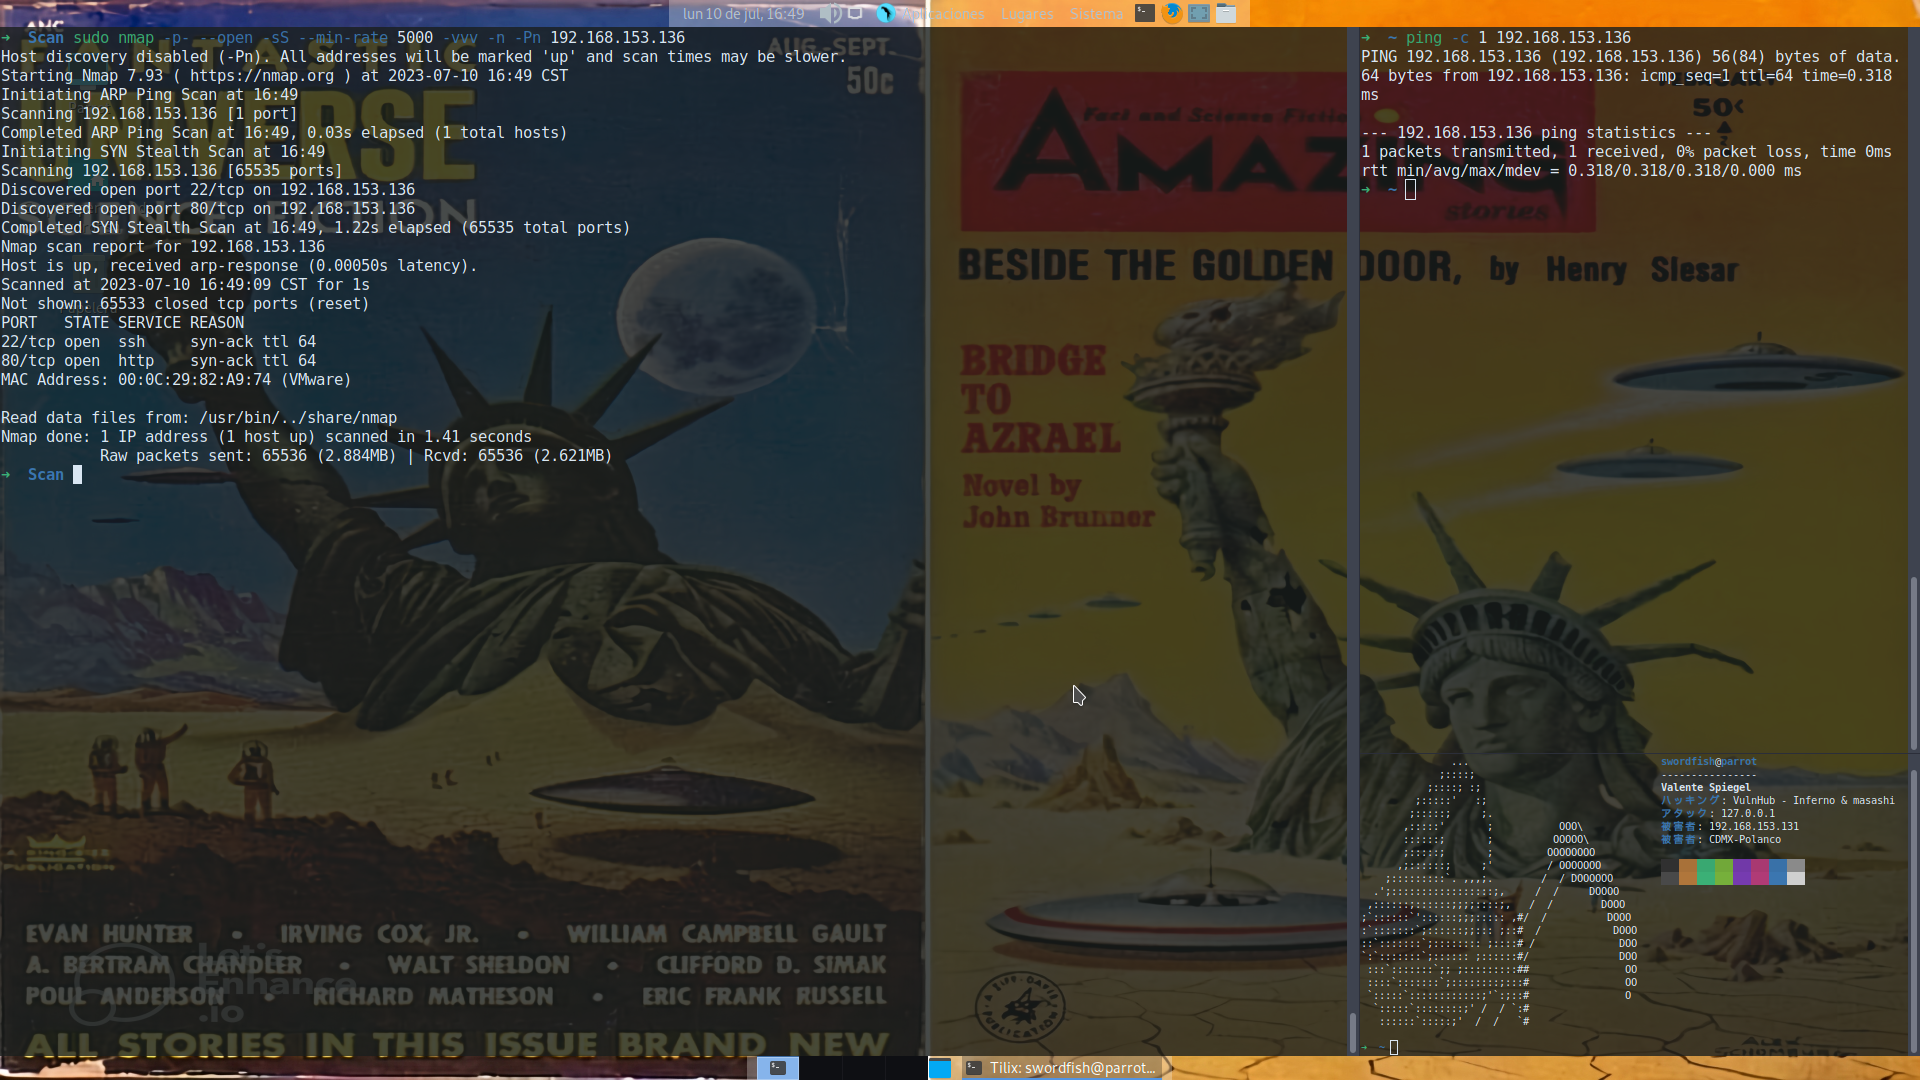 lun 10 de jul, 16:49
Aplicaciones Lugares Sistema
➜ Scan sudo nmap -p- --open -sS --min-rate 5000 -vvv -n -Pn 192.168.153.136
Host discovery disabled (-Pn). All addresses will be marked 'up' and scan times may be slower.
Starting Nmap 7.93 ( https://nmap.org ) at 2023-07-10 16:49 CST
Initiating ARP Ping Scan at 16:49
Scanning 192.168.153.136 [1 port]
Completed ARP Ping Scan at 16:49, 0.03s elapsed (1 total hosts)
Initiating SYN Stealth Scan at 16:49
Scanning 192.168.153.136 [65535 ports]
Discovered open port 22/tcp on 192.168.153.136
Discovered open port 80/tcp on 192.168.153.136
Completed SYN Stealth Scan at 16:49, 1.22s elapsed (65535 total ports)
Nmap scan report for 192.168.153.136
Host is up, received arp-response (0.00050s latency).
Scanned at 2023-07-10 16:49:09 CST for 1s
Not shown: 65533 closed tcp ports (reset)
PORT   STATE SERVICE REASON
22/tcp open  ssh     syn-ack ttl 64
80/tcp open  http    syn-ack ttl 64
MAC Address: 00:0C:29:82:A9:74 (VMware)
Read data files from: /usr/bin/../share/nmap
Nmap done: 1 IP address (1 host up) scanned in 1.41 seconds
Raw packets sent: 65536 (2.884MB) | Rcvd: 65536 (2.621MB)
➜ Scan
➜ ~ ping -c 1 192.168.153.136
PING 192.168.153.136 (192.168.153.136) 56(84) bytes of data.
64 bytes from 192.168.153.136: icmp_seq=1 ttl=64 time=0.318
ms
--- 192.168.153.136 ping statistics ---
1 packets transmitted, 1 received, 0% packet loss, time 0ms
rtt min/avg/max/mdev = 0.318/0.318/0.318/0.000 ms
➜ ~
swordfish@parrot
----------------
Valente Spiegel
ハッキング: VulnHub - Inferno & masashi
アタック: 127.0.0.1
被害者: 192.168.153.131
被害者: CDMX-Polanco
➜ ~
FANTASTIC
UNIVERSE
SCIENCE FICTION
AUG.-SEPT.
50c
EVAN HUNTER • IRVING COX, JR. • WILLIAM CAMPBELL GAULT
A. BERTRAM CHANDLER • WALT SHELDON • CLIFFORD D. SIMAK
POUL ANDERSON • RICHARD MATHESON • ERIC FRANK RUSSELL
ALL STORIES IN THIS ISSUE BRAND NEW
Let's
Enhance
.io
Fact and Science Fiction
AMAZING
stories
50<
BESIDE THE GOLDEN DOOR, by Henry Slesar
BRIDGE
TO
AZRAEL
Novel by
John Brunner
Tilix: swordfish@parrot...